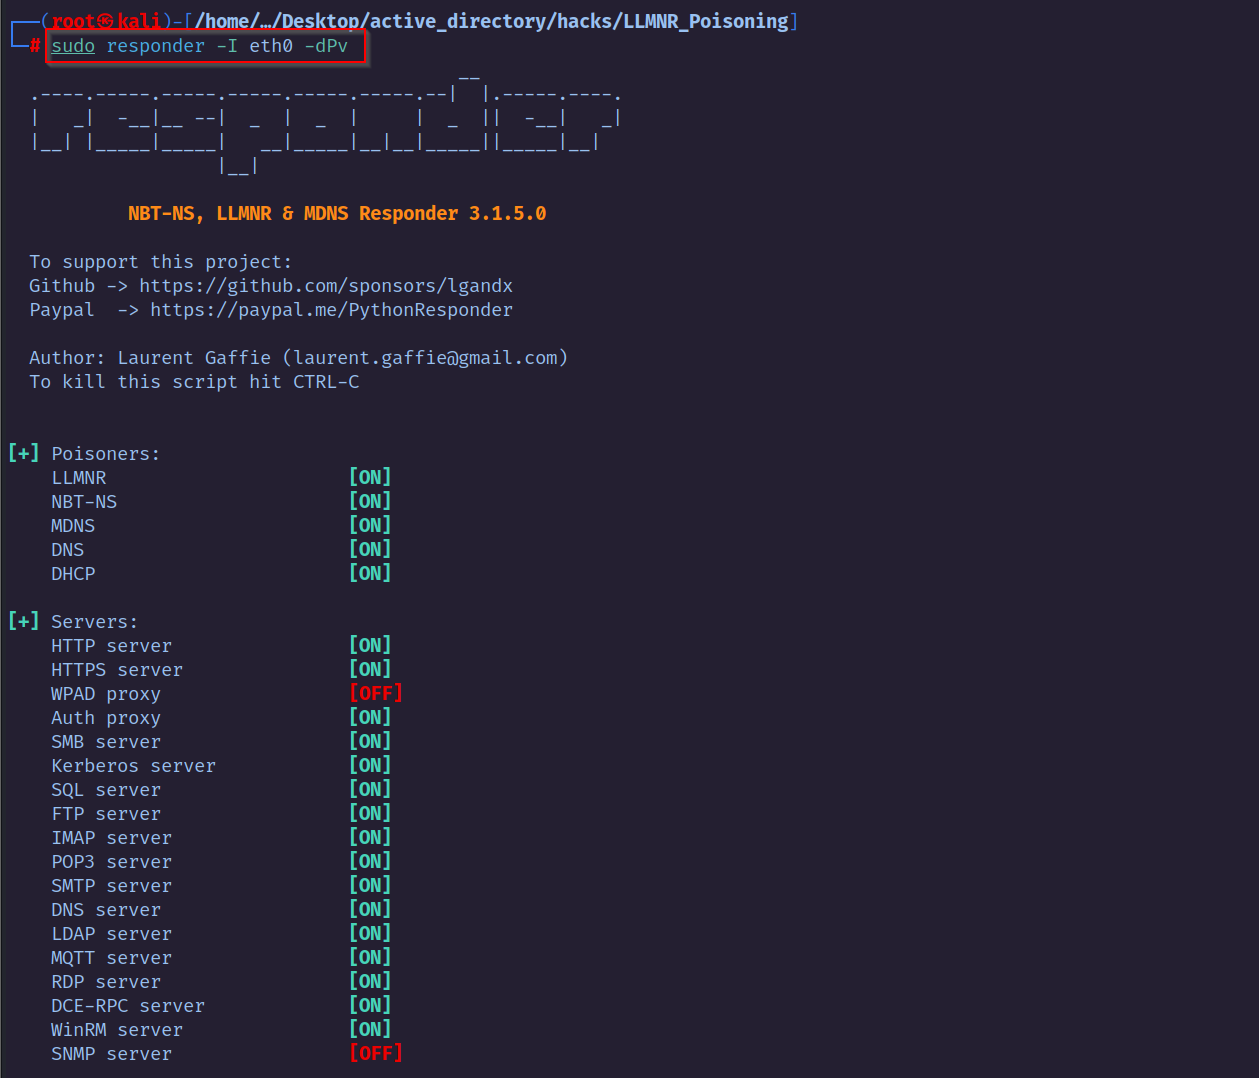 ┌──(root㉿kali)-[/home/…/Desktop/active_directory/hacks/LLMNR_Poisoning]
└─# sudo responder -I eth0 -dPv
                                         __
  .----.-----.-----.-----.-----.-----.--|  |.-----.----.
  |   _|  -__|__ --|  _  |  _  |     |  _  ||  -__|   _|
  |__| |_____|_____|   __|_____|__|__|_____||_____|__|
                   |__|
NBT-NS, LLMNR & MDNS Responder 3.1.5.0
To support this project:
Github -> https://github.com/sponsors/lgandx
Paypal  -> https://paypal.me/PythonResponder
Author: Laurent Gaffie (laurent.gaffie@gmail.com)
To kill this script hit CTRL-C
[+] Poisoners:
LLMNR [ON]
NBT-NS [ON]
MDNS [ON]
DNS [ON]
DHCP [ON]
[+] Servers:
HTTP server [ON]
HTTPS server [ON]
WPAD proxy [OFF]
Auth proxy [ON]
SMB server [ON]
Kerberos server [ON]
SQL server [ON]
FTP server [ON]
IMAP server [ON]
POP3 server [ON]
SMTP server [ON]
DNS server [ON]
LDAP server [ON]
MQTT server [ON]
RDP server [ON]
DCE-RPC server [ON]
WinRM server [ON]
SNMP server [OFF]